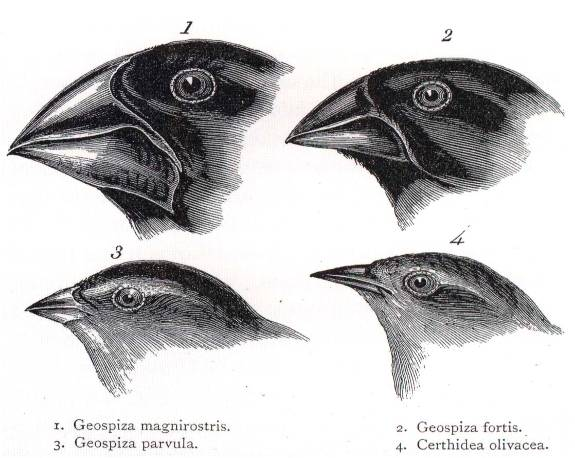 1
2
3
4
1. Geospiza magnirostris.
2. Geospiza fortis.
3. Geospiza parvula.
4. Certhidea olivacea.